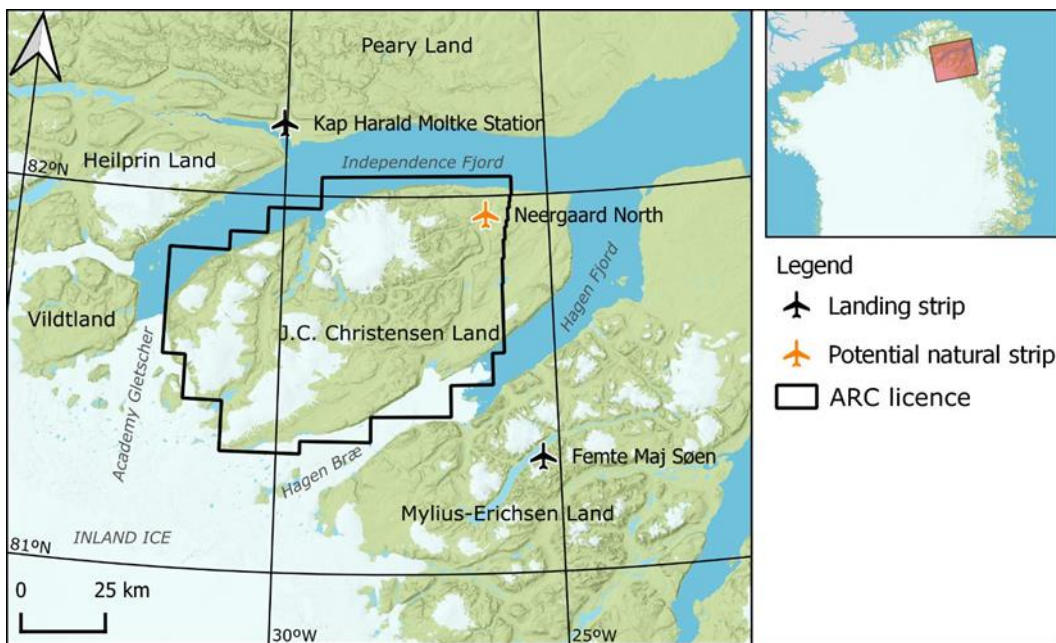 Peary Land
Kap Harald Moltke Station
Heilprin Land
82ºN
Independence Fjord
Neergaard North
Hagen Fjord
Vildtland
J.C. Christensen Land
Academy Gletscher
Hagen Bræ
Femte Maj Søen
Mylius-Erichsen Land
INLAND ICE
81ºN
0
25 km
30ºW
25ºW
Legend
Landing strip
Potential natural strip
ARC licence